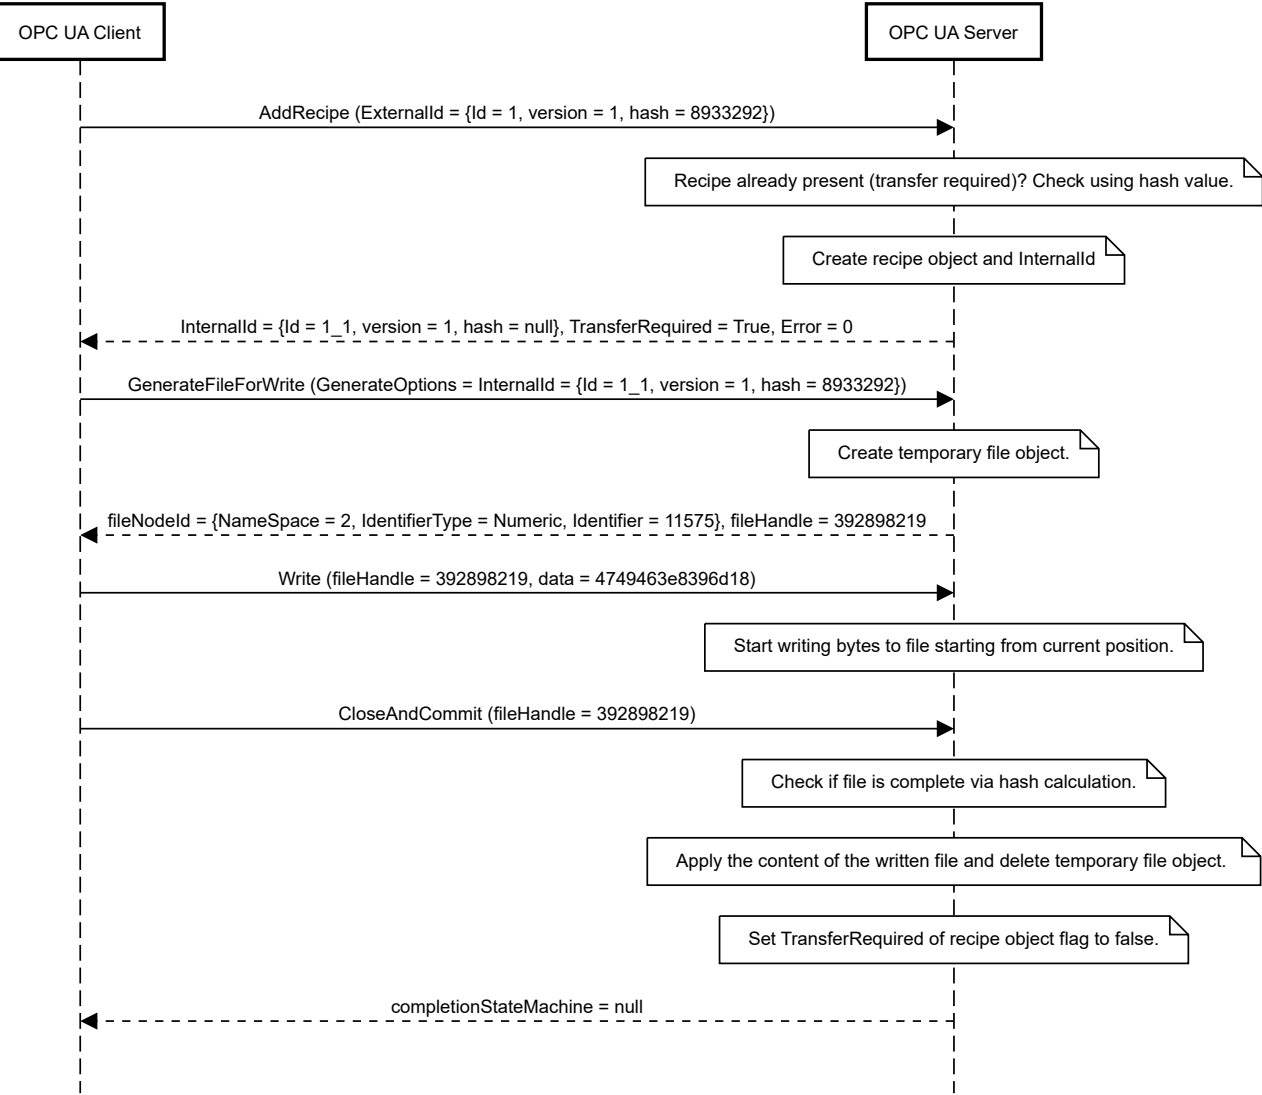 OPC UA Client
OPC UA Server
AddRecipe (ExternalId = {Id = 1, version = 1, hash = 8933292})
Recipe already present (transfer required)? Check using hash value.
Create recipe object and InternalId
InternalId = {Id = 1_1, version = 1, hash = null}, TransferRequired = True, Error = 0
GenerateFileForWrite (GenerateOptions = InternalId = {Id = 1_1, version = 1, hash = 8933292})
Create temporary file object.
fileNodeId = {NameSpace = 2, IdentifierType = Numeric, Identifier = 11575}, fileHandle = 392898219
Write (fileHandle = 392898219, data = 4749463e8396d18)
Start writing bytes to file starting from current position.
CloseAndCommit (fileHandle = 392898219)
Check if file is complete via hash calculation.
Apply the content of the written file and delete temporary file object.
Set TransferRequired of recipe object flag to false.
completionStateMachine = null